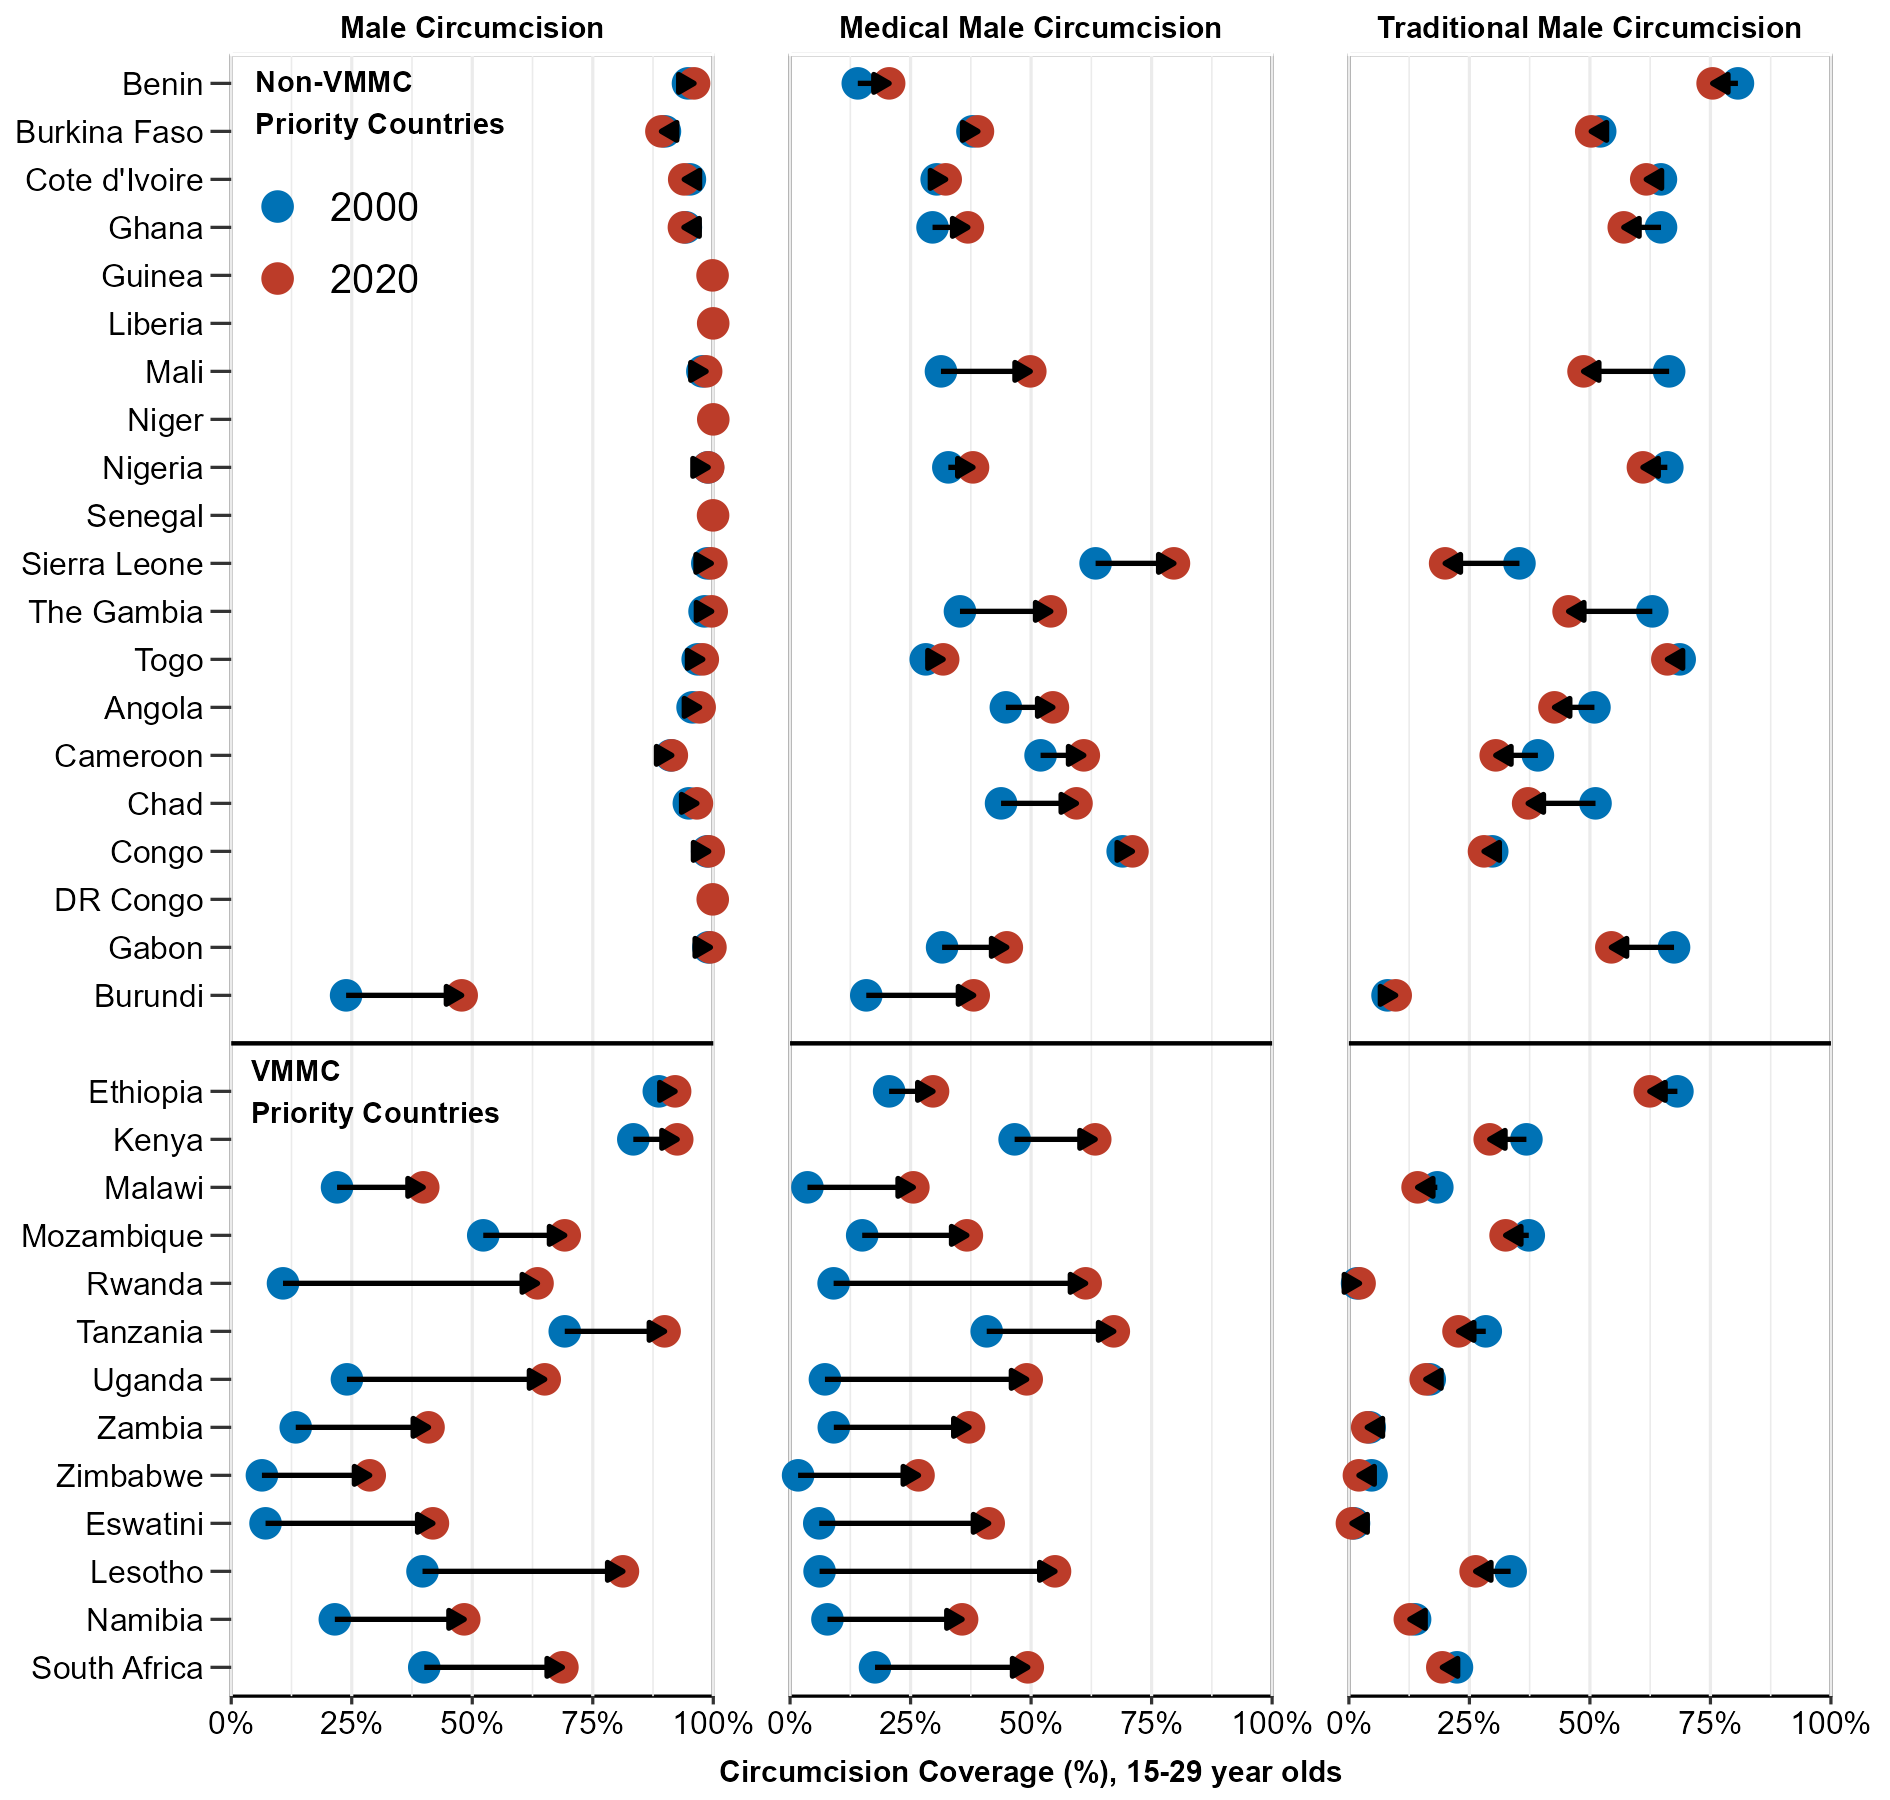 Male Circumcision
Medical Male Circumcision
Traditional Male Circumcision
Non-VMMC
Priority Countries
2000
2020
Benin
Burkina Faso
Cote d'Ivoire
Ghana
Guinea
Liberia
Mali
Niger
Nigeria
Senegal
Sierra Leone
The Gambia
Togo
Angola
Cameroon
Chad
Congo
DR Congo
Gabon
Burundi
VMMC
Priority Countries
Ethiopia
Kenya
Malawi
Mozambique
Rwanda
Tanzania
Uganda
Zambia
Zimbabwe
Eswatini
Lesotho
Namibia
South Africa
0% 25% 50% 75% 100%
0% 25% 50% 75% 100%
0% 25% 50% 75% 100%
Circumcision Coverage (%), 15-29 year olds